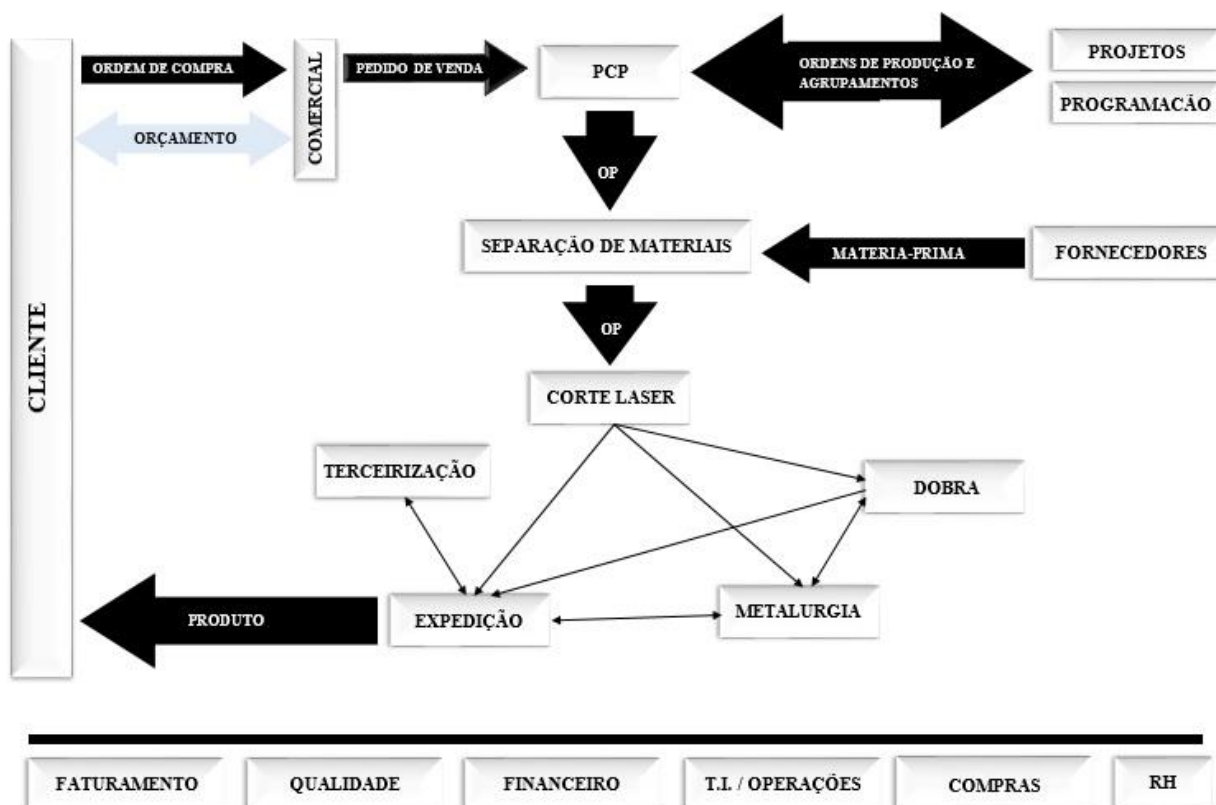 ORDEM DE COMPRA
ORÇAMENTO
COMERCIAL
PEDIDO DE VENDA
PCP
ORDENS DE PRODUÇÃO E
AGRUPAMENTOS
PROJETOS
PROGRAMACÃO
OP
SEPARAÇÃO DE MATERIAIS
MATERIA-PRIMA
FORNECEDORES
CLIENTE
OP
CORTE LASER
TERCEIRIZAÇÃO
DOBRA
PRODUTO
EXPEDIÇÃO
METALURGIA
FATURAMENTO
QUALIDADE
FINANCEIRO
T.I. / OPERAÇÕES
COMPRAS
RH